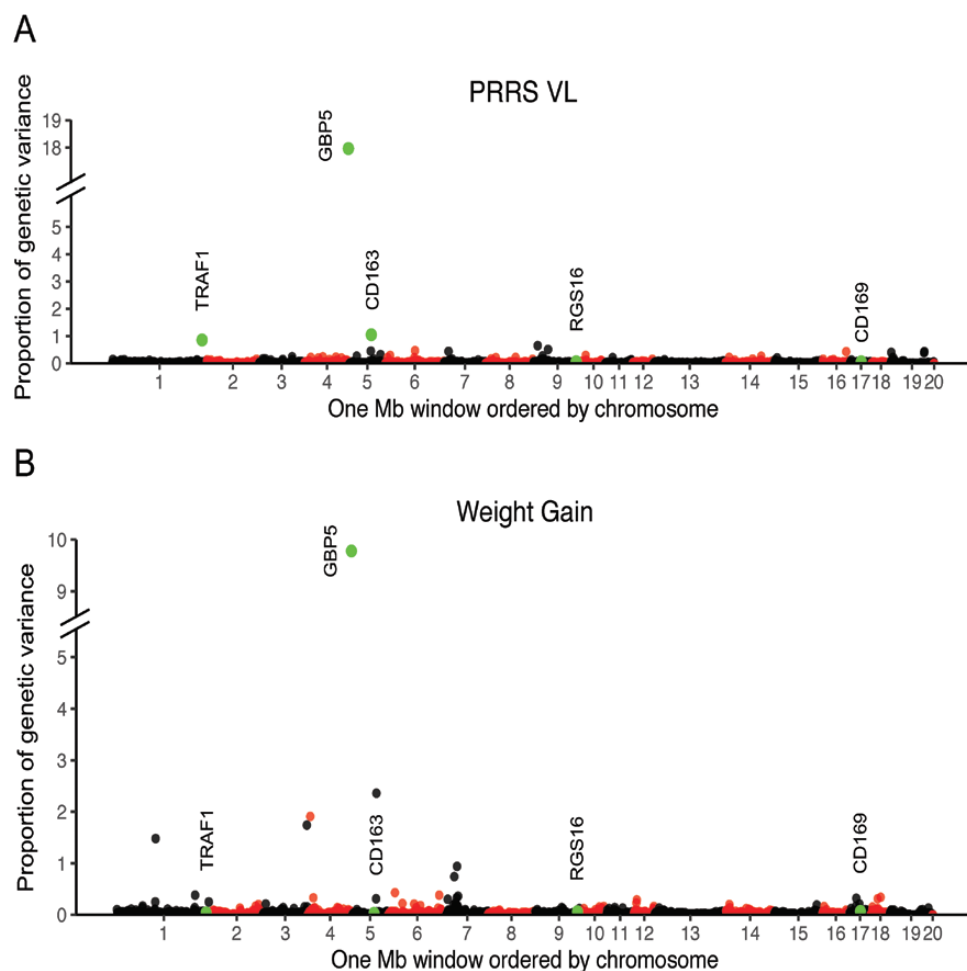 A
PRRS VL
Proportion of genetic variance
19
18
5
4
3
2
1
0
GBP5
TRAF1
CD163
RGS16
CD169
1 2 3 4 5 6 7 8 9 10 11 12 13 14 15 16 17 18 19 20
One Mb window ordered by chromosome
B
Weight Gain
Proportion of genetic variance
10
9
5
4
3
2
1
0
GBP5
TRAF1
CD163
RGS16
CD169
1 2 3 4 5 6 7 8 9 10 11 12 13 14 15 16 17 18 19 20
One Mb window ordered by chromosome